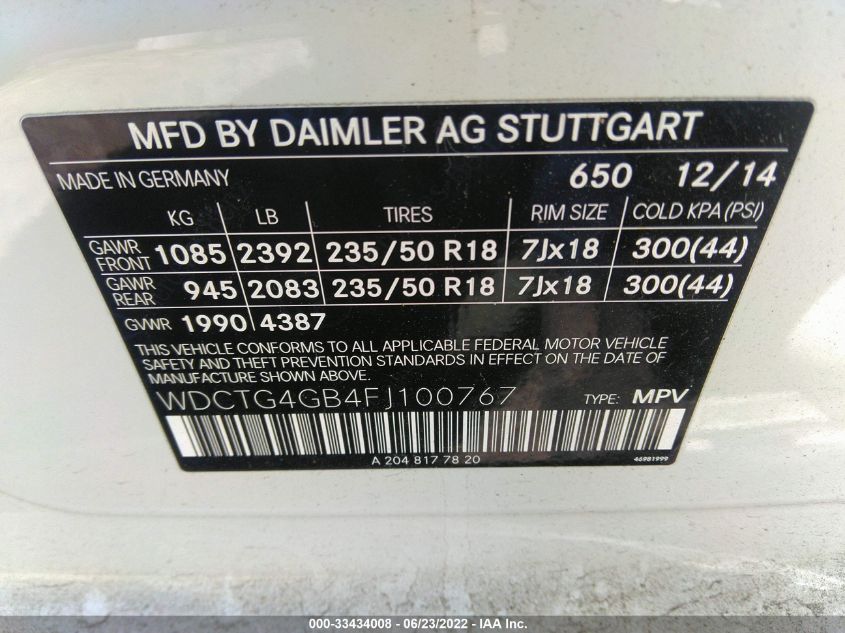 MFD BY DAIMLER AG STUTTGART
MADE IN GERMANY 650 12/14
KG LB TIRES RIM SIZE COLD KPA (PSI)
GAWR FRONT 1085 2392 235/50 R18 7Jx18 300(44)
GAWR REAR 945 2083 235/50 R18 7Jx18 300(44)
GVWR 1990 4387
THIS VEHICLE CONFORMS TO ALL APPLICABLE FEDERAL MOTOR VEHICLE
SAFETY AND THEFT PREVENTION STANDARDS IN EFFECT ON THE DATE OF
MANUFACTURE SHOWN ABOVE.
WDCTG4GB4FJ100767 TYPE: MPV
A 204 817 78 20 46981999
000-33434008 - 06/23/2022 - IAA Inc.